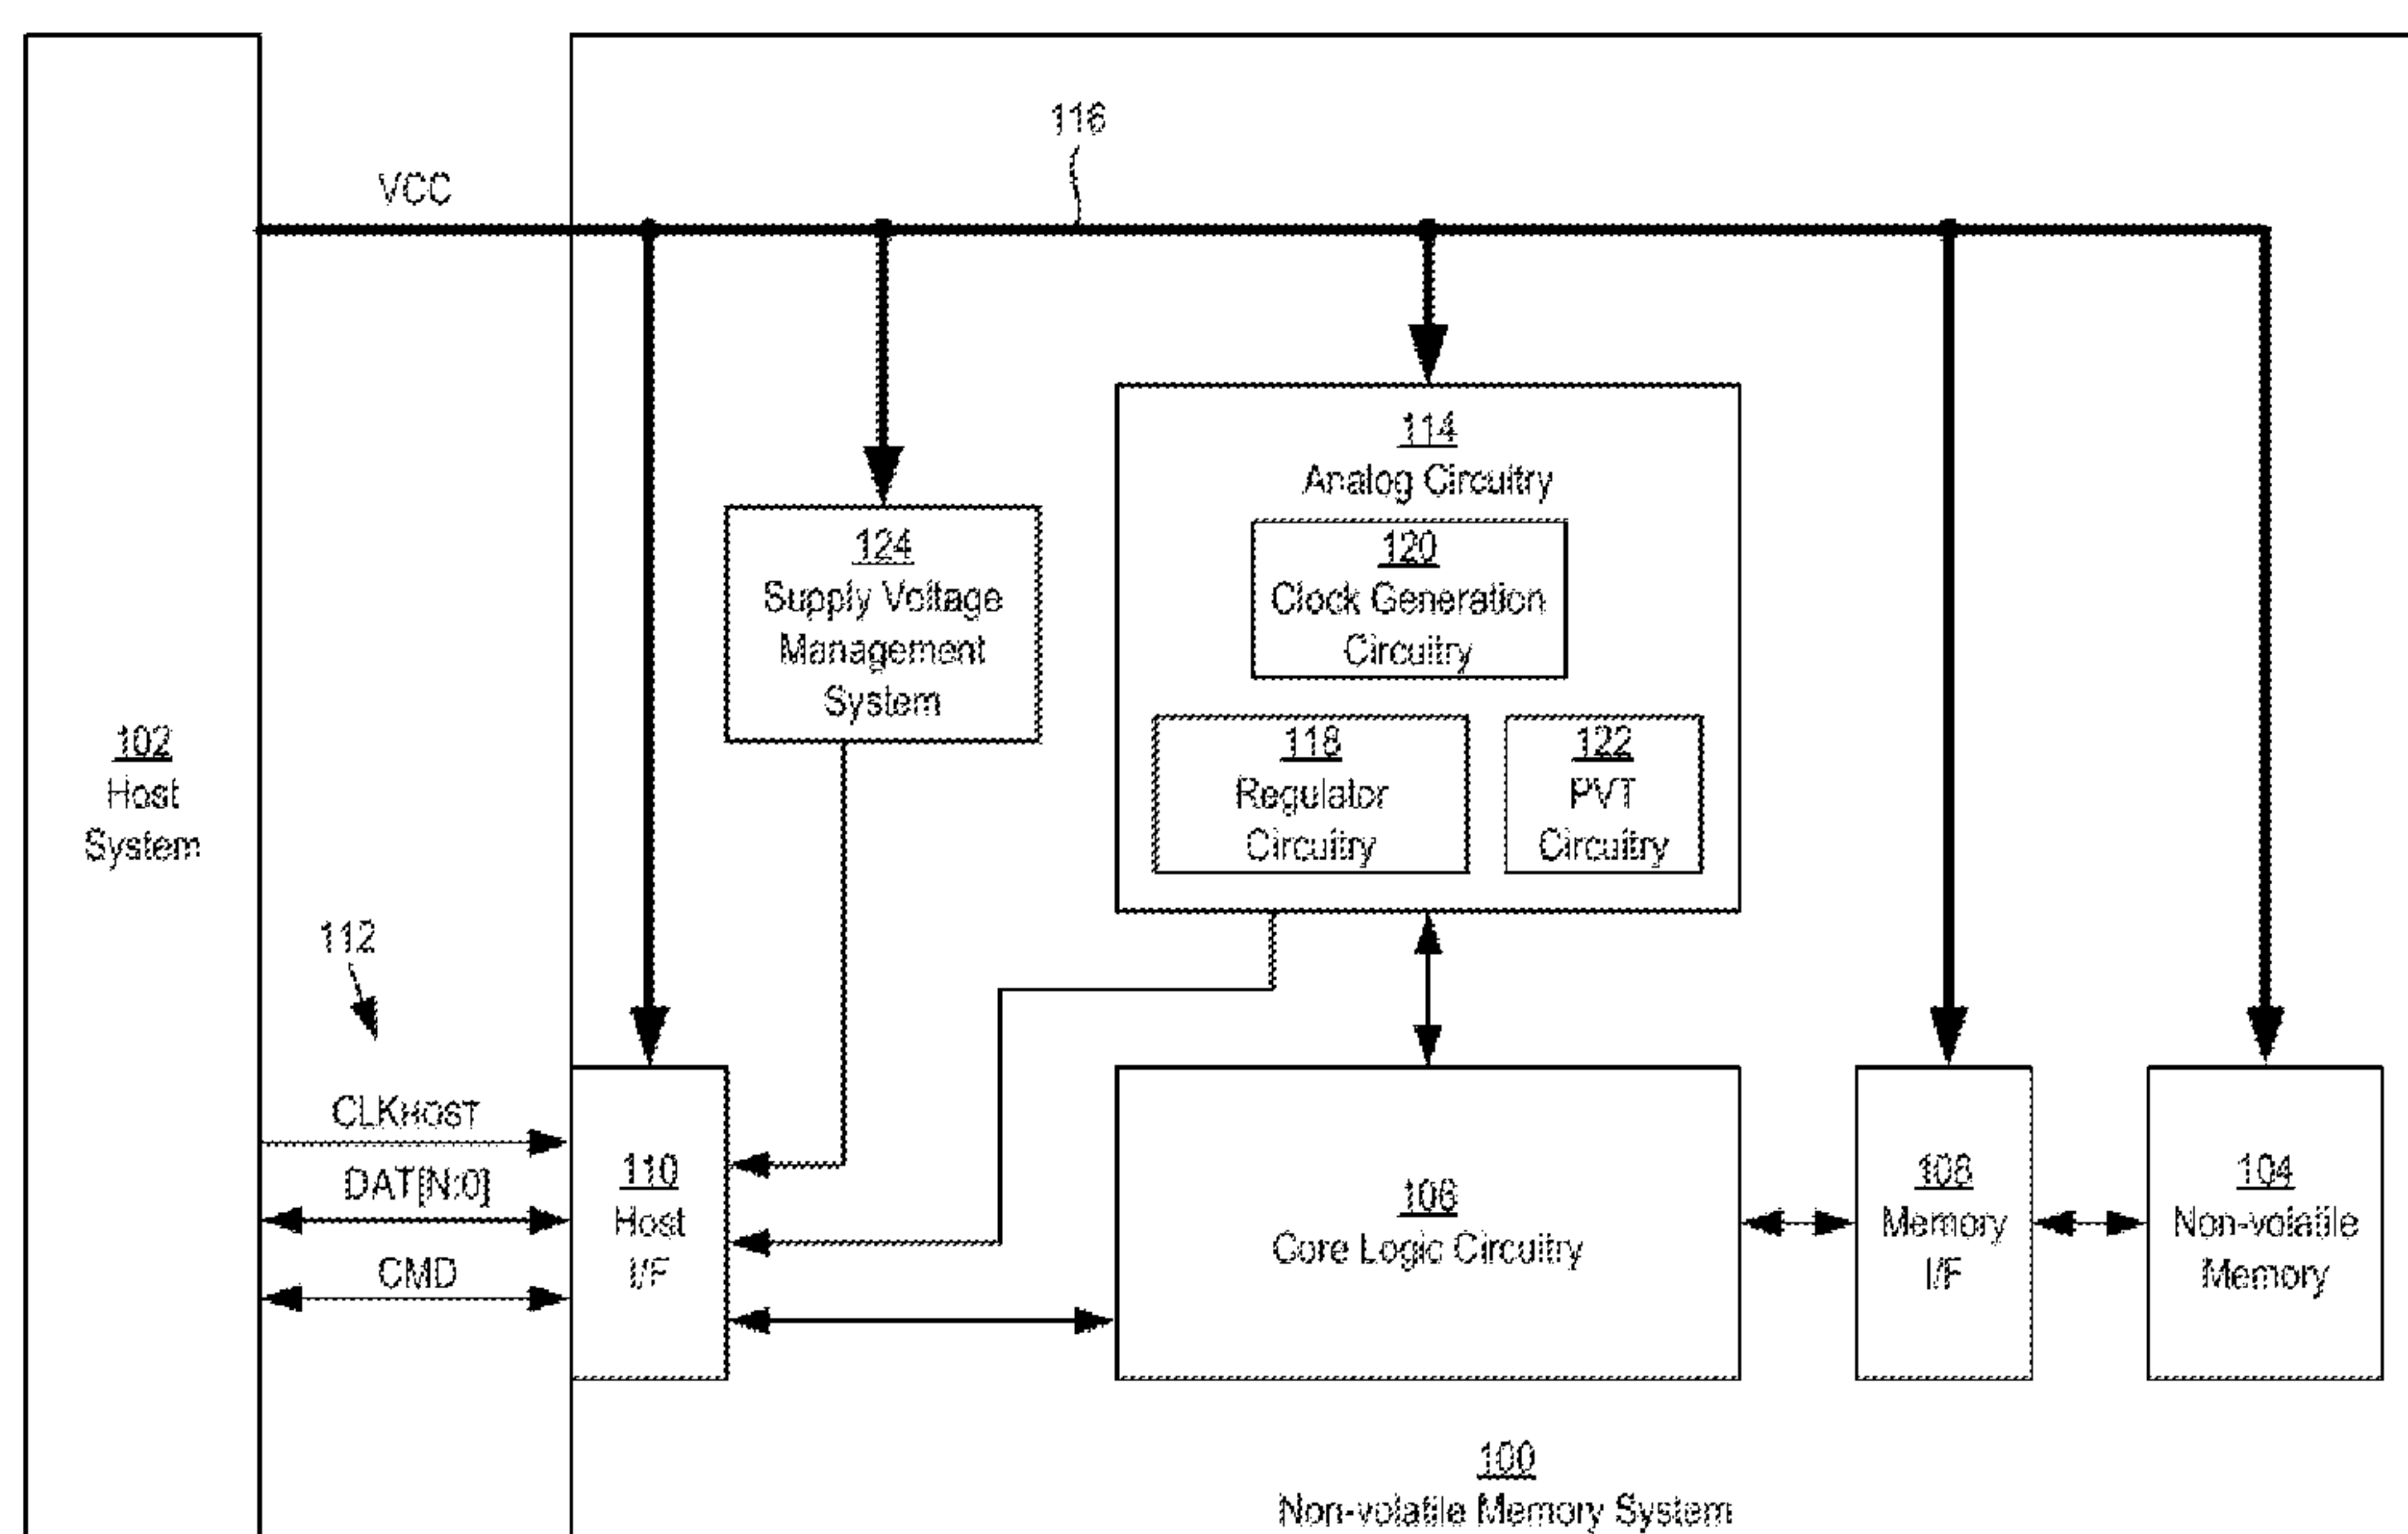 116
VCC
114
Analog Circuitry
120
Clock Generation
Circuitry
124
Supply Voltage
Management
System
118
Regulator
Circuitry
122
PVT
Circuitry
102
Host
System
112
CLKHOST
DAT[N:0]
CMD
110
Host
I/F
106
Core Logic Circuitry
108
Memory
I/F
104
Non-volatile
Memory
100
Non-volatile Memory System